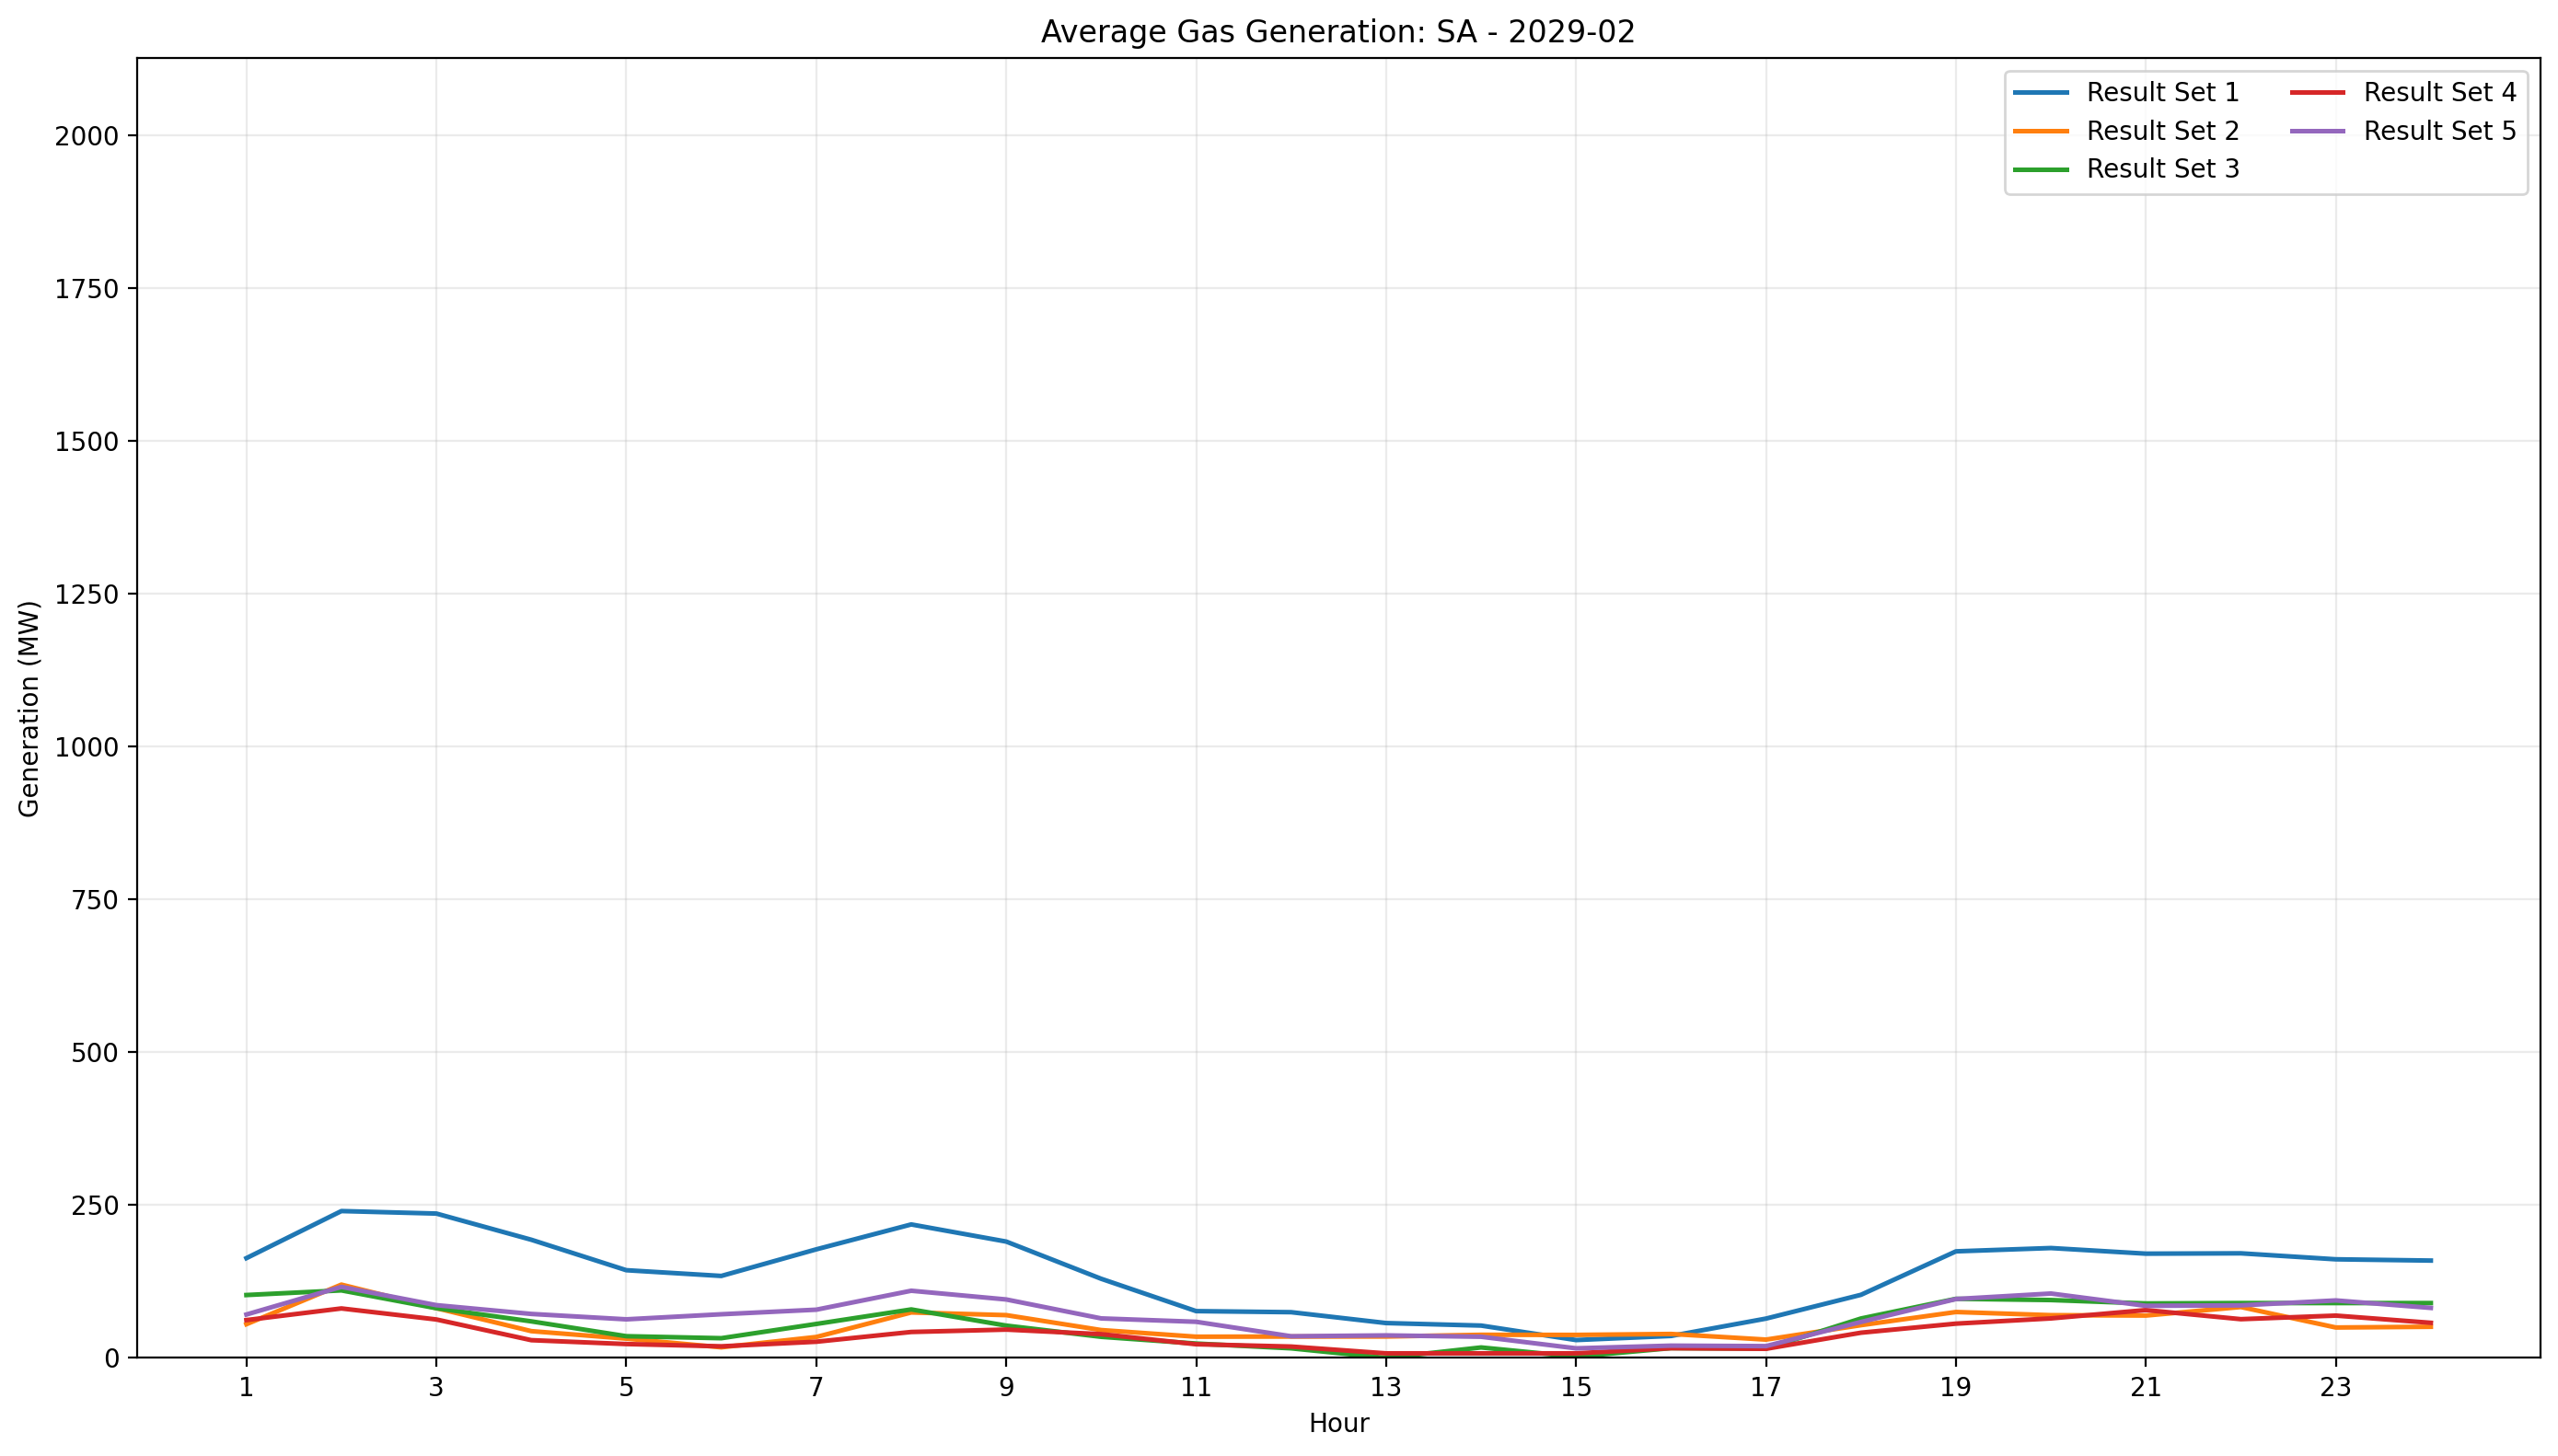 Average Gas Generation: SA - 2029-02
Result Set 1
Result Set 2
Result Set 3
Result Set 4
Result Set 5
Generation (MW)
2000
1750
1500
1250
1000
750
500
250
0
1 3 5 7 9 11 13 15 17 19 21 23
Hour